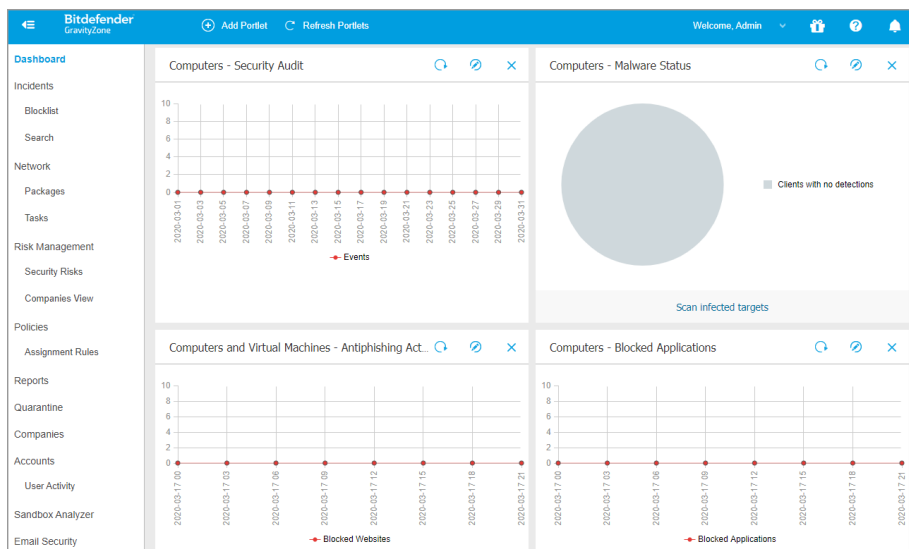 Bitdefender
GravityZone
Add Portlet
Refresh Portlets
Welcome, Admin
Dashboard
Incidents
Blocklist
Search
Network
Packages
Tasks
Risk Management
Security Risks
Companies View
Policies
Assignment Rules
Reports
Quarantine
Companies
Accounts
User Activity
Sandbox Analyzer
Email Security
Computers - Security Audit
10
8
6
4
2
0
2020-03-01
2020-03-03
2020-03-05
2020-03-07
2020-03-09
2020-03-11
2020-03-13
2020-03-15
2020-03-17
2020-03-19
2020-03-21
2020-03-23
2020-03-25
2020-03-27
2020-03-29
2020-03-31
Events
Computers - Malware Status
Clients with no detections
Scan infected targets
Computers and Virtual Machines - Antiphishing Act...
10
8
6
4
2
0
2020-03-17 00
2020-03-17 03
2020-03-17 06
2020-03-17 09
2020-03-17 12
2020-03-17 15
2020-03-17 18
2020-03-17 21
Blocked Websites
Computers - Blocked Applications
10
8
6
4
2
0
2020-03-17 00
2020-03-17 03
2020-03-17 06
2020-03-17 09
2020-03-17 12
2020-03-17 15
2020-03-17 18
2020-03-17 21
Blocked Applications